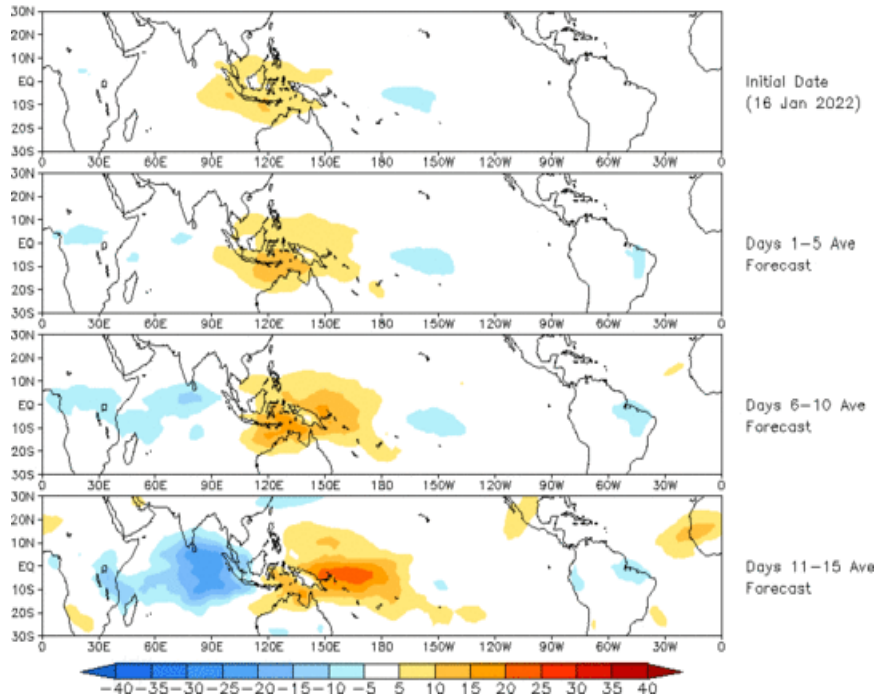 30N
20N
10N
EQ
10S
20S
30S
0 30E 60E 90E 120E 150E 180 150W 120W 90W 60W 30W 0
Initial Date
(16 Jan 2022)
30N
20N
10N
EQ
10S
20S
30S
0 30E 60E 90E 120E 150E 180 150W 120W 90W 60W 30W 0
Days 1-5 Ave
Forecast
30N
20N
10N
EQ
10S
20S
30S
0 30E 60E 90E 120E 150E 180 150W 120W 90W 60W 30W 0
Days 6-10 Ave
Forecast
30N
20N
10N
EQ
10S
20S
30S
0 30E 60E 90E 120E 150E 180 150W 120W 90W 60W 30W 0
Days 11-15 Ave
Forecast
-40 -35 -30 -25 -20 -15 -10 -5 5 10 15 20 25 30 35 40